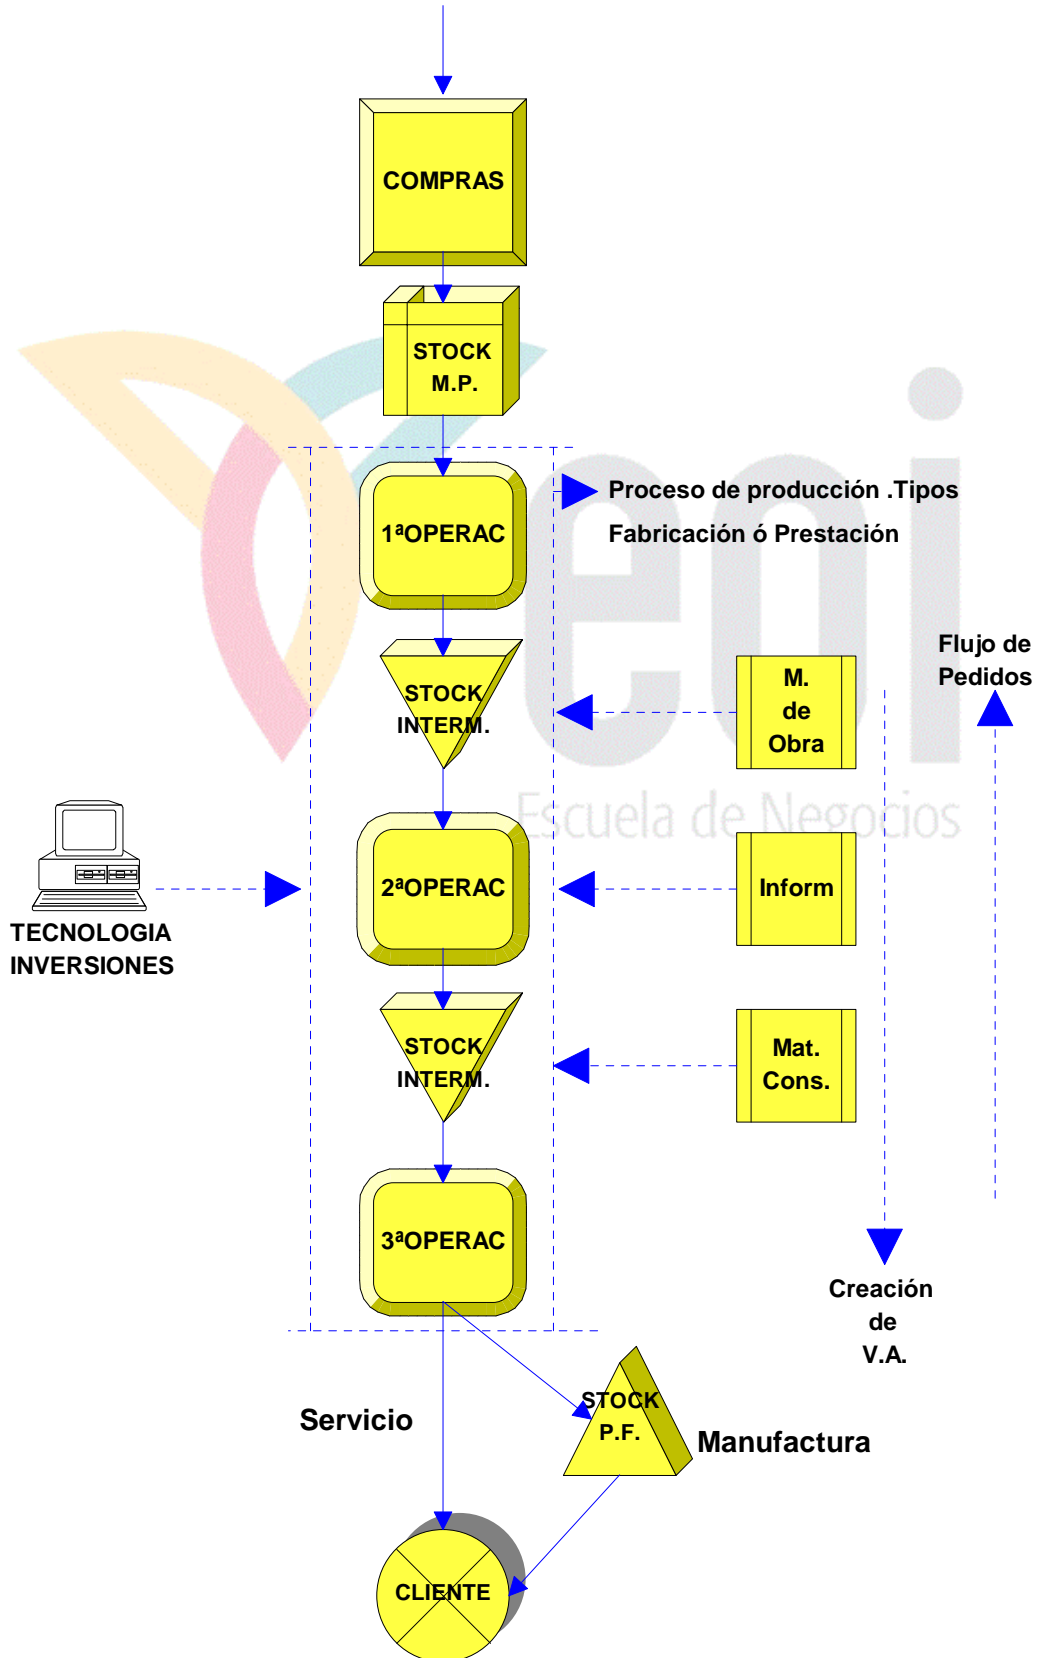 COMPRAS
STOCK
M.P.
1ªOPERAC
Proceso de producción .Tipos
Fabricación ó Prestación
STOCK
INTERM.
M.
de
Obra
Flujo de
Pedidos
eoi
Escuela de Negocios
TECNOLOGIA
INVERSIONES
2ªOPERAC
Inform
STOCK
INTERM.
Mat.
Cons.
3ªOPERAC
Creación
de
V.A.
Servicio
STOCK
P.F.
Manufactura
CLIENTE